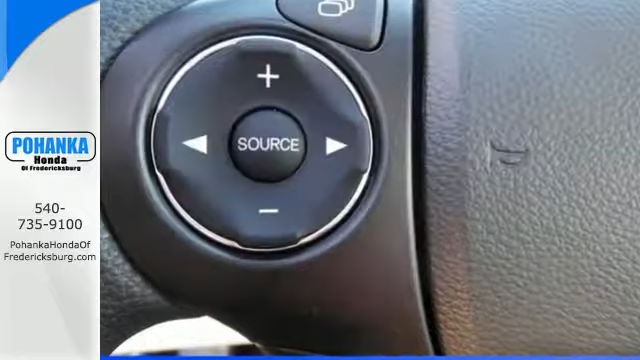 POHANKA
Honda
Of Fredericksburg
540-
735-9100
PohankaHondaOf
Fredericksburg.com
+
SOURCE
-